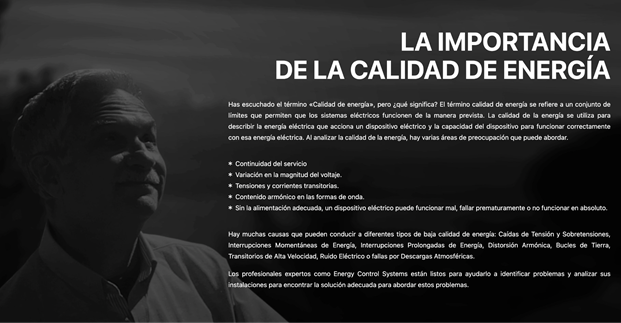 LA IMPORTANCIA
DE LA CALIDAD DE ENERGÍA
Has escuchado el término «Calidad de energía», pero ¿qué significa? El término calidad de energía se refiere a un conjunto de
límites que permiten que los sistemas eléctricos funcionen de la manera prevista. La calidad de la energía se utiliza para
describir la energía eléctrica que acciona un dispositivo eléctrico y la capacidad del dispositivo para funcionar correctamente
con esa energía eléctrica. Al analizar la calidad de la energía, hay varias áreas de preocupación que puede abordar.
* Continuidad del servicio
* Variación en la magnitud del voltaje.
* Tensiones y corrientes transitorias.
* Contenido armónico en las formas de onda.
* Sin la alimentación adecuada, un dispositivo eléctrico puede funcionar mal, fallar prematuramente o no funcionar en absoluto.
Hay muchas causas que pueden conducir a diferentes tipos de baja calidad de energía: Caídas de Tensión y Sobretensiones,
Interrupciones Momentáneas de Energía, Interrupciones Prolongadas de Energía, Distorsión Armónica, Bucles de Tierra,
Transitorios de Alta Velocidad, Ruido Eléctrico o fallas por Descargas Atmosféricas.
Los profesionales expertos como Energy Control Systems están listos para ayudarlo a identificar problemas y analizar sus
instalaciones para encontrar la solución adecuada para abordar estos problemas.